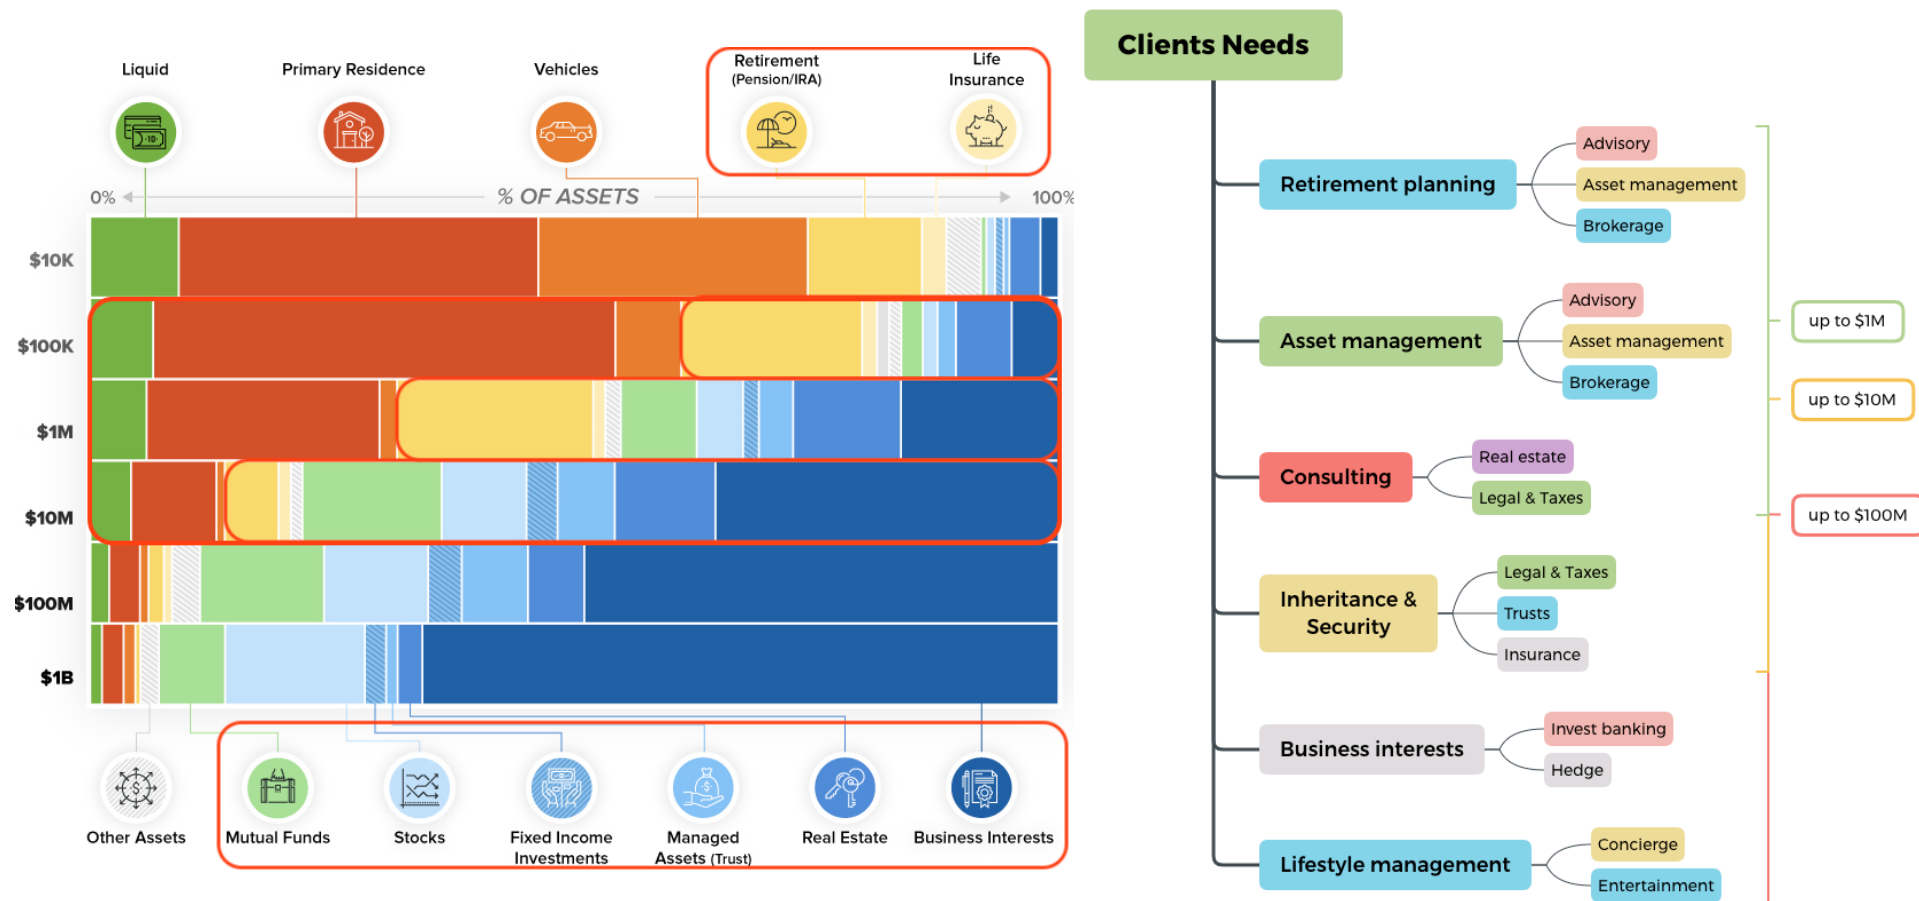 Liquid
Primary Residence
Vehicles
Retirement
(Pension/IRA)
Life
Insurance
0%
% OF ASSETS
100%
$10K
$100K
$1M
$10M
$100M
$1B
Other Assets
Mutual Funds
Stocks
Fixed Income
Investments
Managed
Assets (Trust)
Real Estate
Business Interests
Clients Needs
Retirement planning
Advisory
Asset management
Brokerage
Asset management
Advisory
Asset management
Brokerage
Consulting
Real estate
Legal & Taxes
Inheritance &
Security
Legal & Taxes
Trusts
Insurance
Business interests
Invest banking
Hedge
Lifestyle management
Concierge
Entertainment
up to $1M
up to $10M
up to $100M